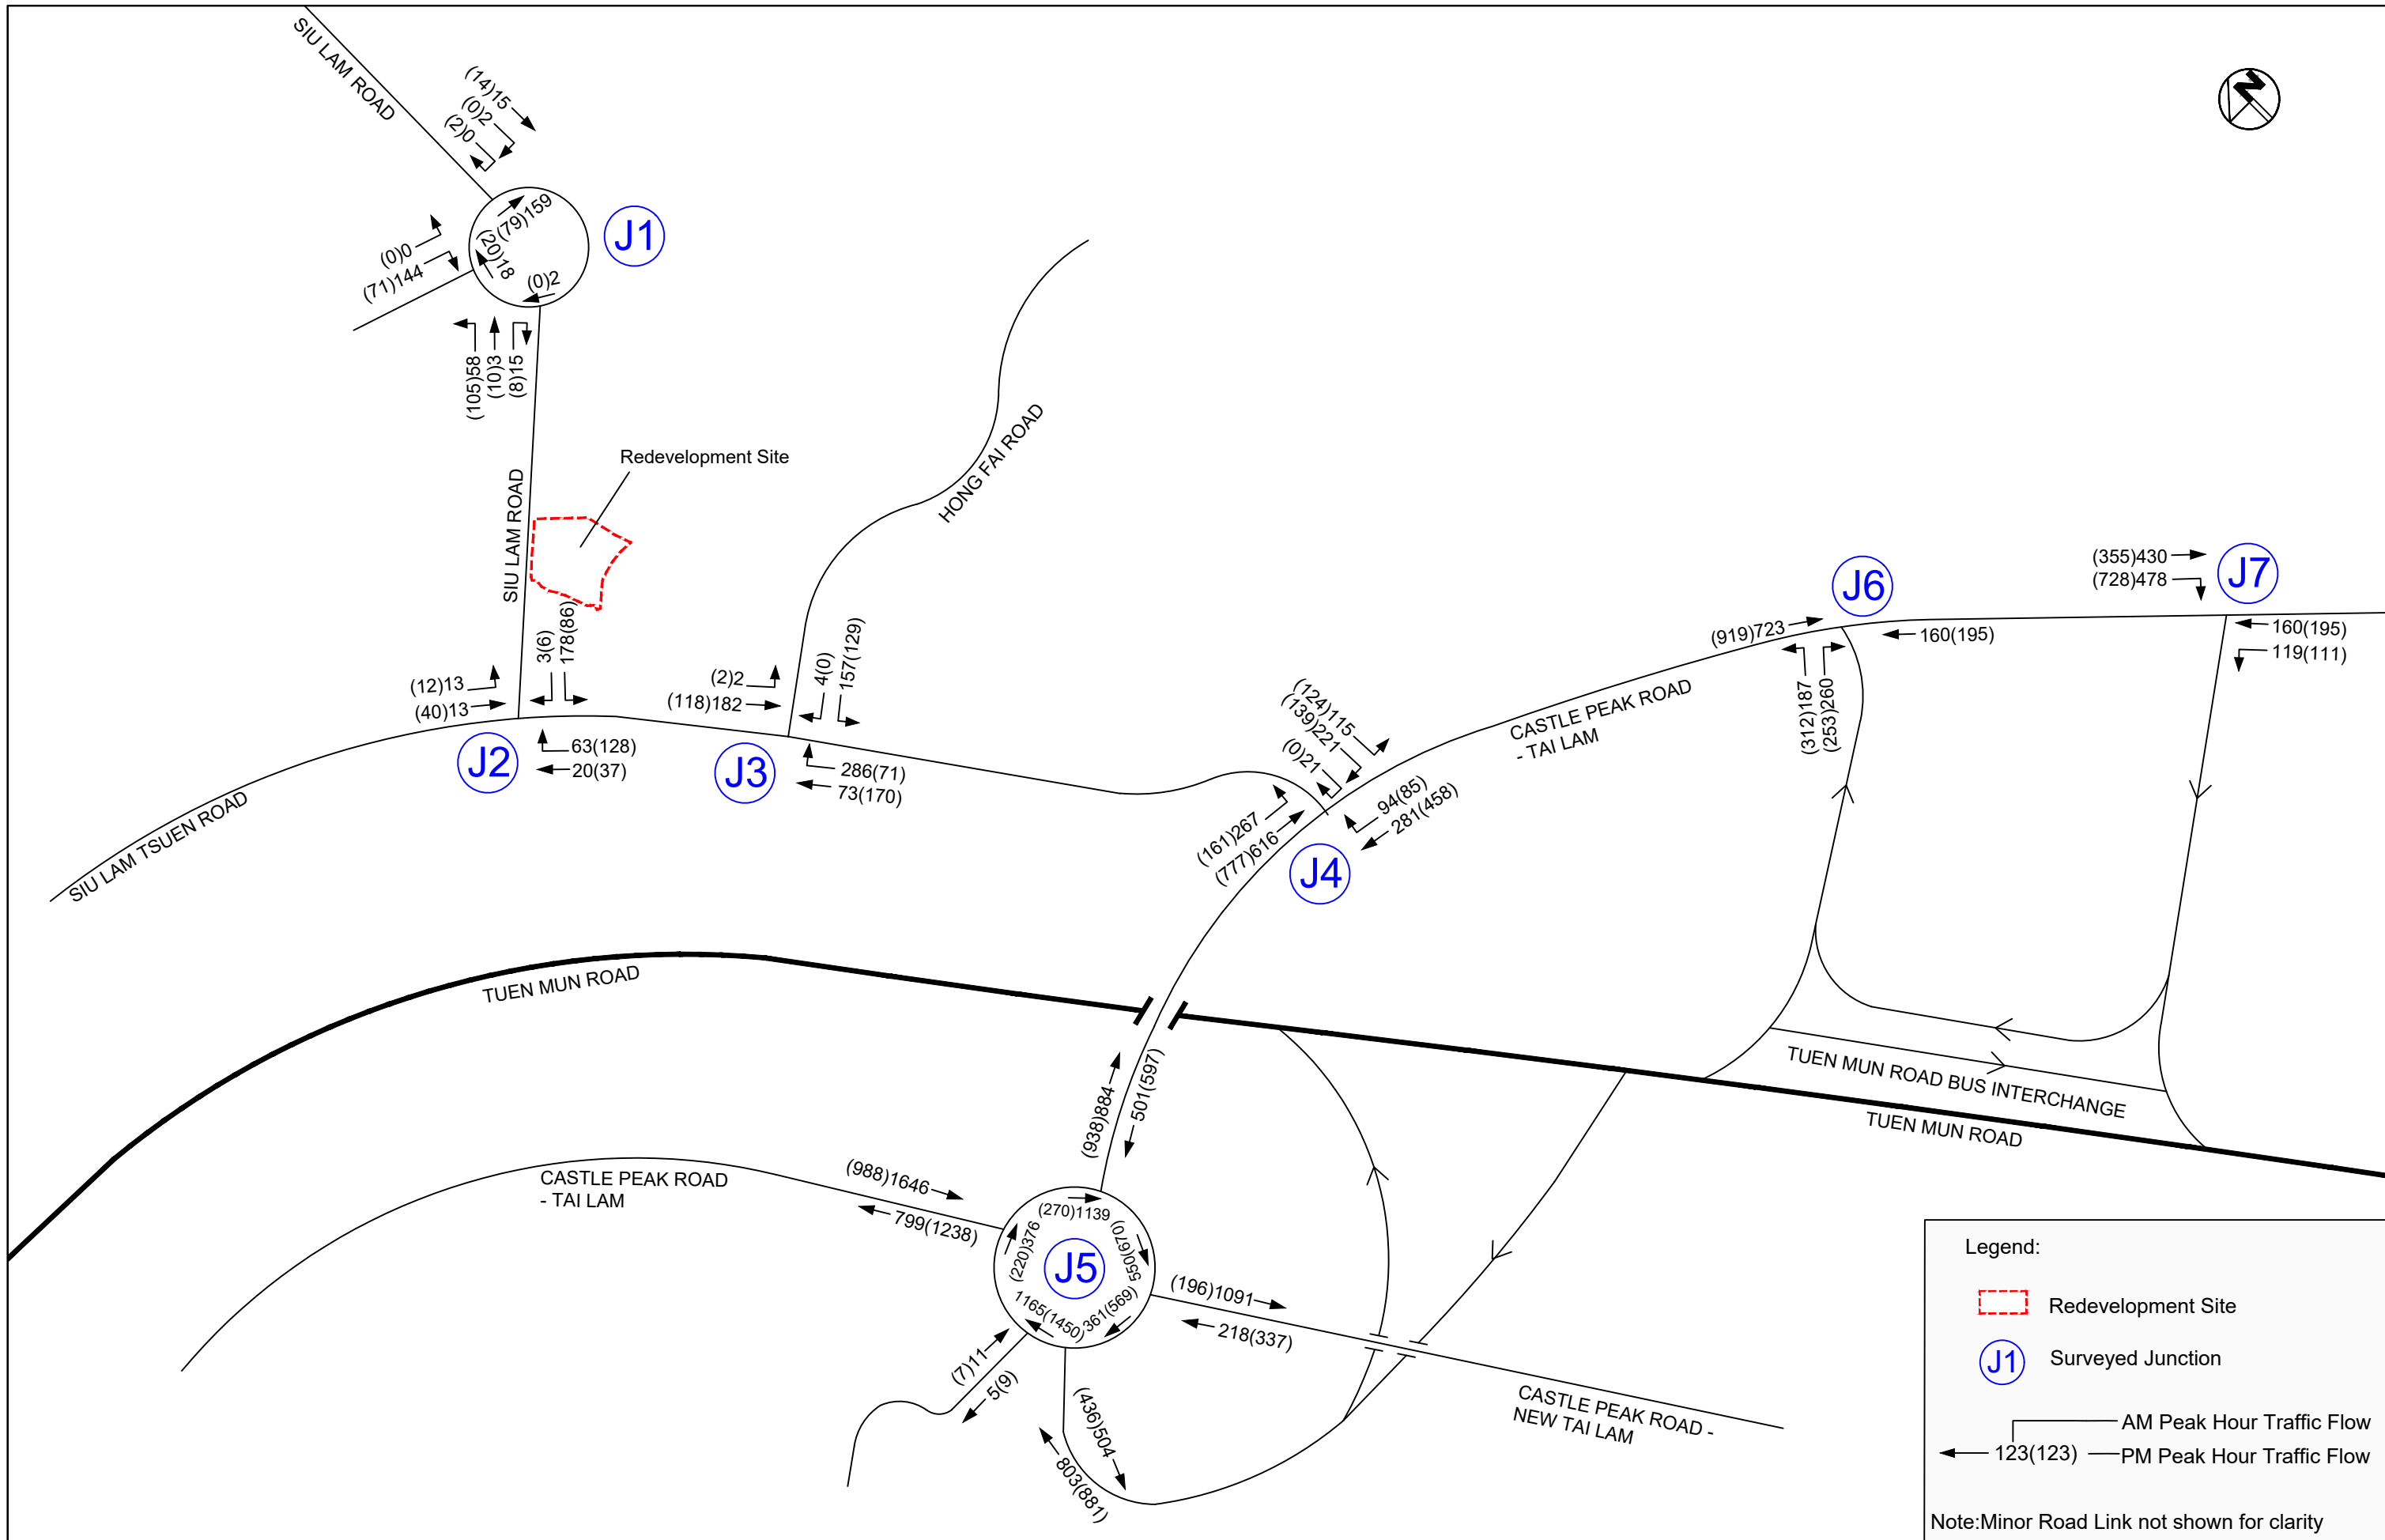 SIU LAM ROAD
(14)15
(0)2
(2)0
N
J1
(79)159
(20)18
(0)2
(0)0
(71)144
(105)58
(10)3
(8)15
Redevelopment Site
HONG FAI ROAD
SIU LAM ROAD
3(6)
178(86)
(12)13
(40)13
J2
63(128)
20(37)
(2)2
(118)182
4(0)
157(129)
J3
286(71)
73(170)
SIU LAM TSUEN ROAD
(124)115
(139)221
(0)21
(161)267
(777)616
94(85)
281(458)
J4
CASTLE PEAK ROAD
- TAI LAM
(919)723
J6
160(195)
(312)187
(253)260
(355)430
(728)478
J7
160(195)
119(111)
TUEN MUN ROAD
TUEN MUN ROAD BUS INTERCHANGE
TUEN MUN ROAD
(938)884
501(597)
CASTLE PEAK ROAD
- TAI LAM
(988)1646
799(1238)
(270)1139
(220)376
550(670)
J5
1165(1450)
361(569)
(196)1091
218(337)
(7)11
5(9)
(436)504
803(881)
CASTLE PEAK ROAD -
NEW TAI LAM
Legend:
Redevelopment Site
J1 Surveyed Junction
AM Peak Hour Traffic Flow
123(123) PM Peak Hour Traffic Flow
Note:Minor Road Link not shown for clarity